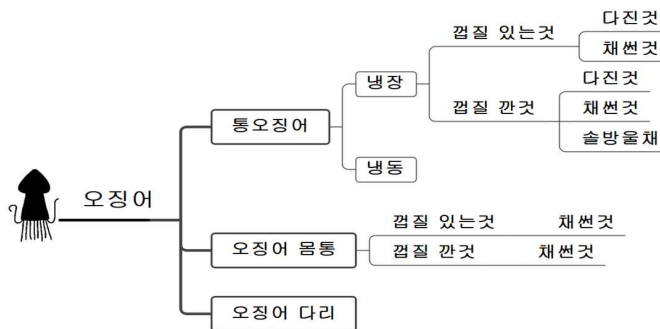 오징어
통오징어
냉장
껍질 있는것
다진것
채썬것
껍질 깐것
다진것
채썬것
솔방울채
냉동
오징어 몸통
껍질 있는것 채썬것
껍질 깐것 채썬것
오징어 다리